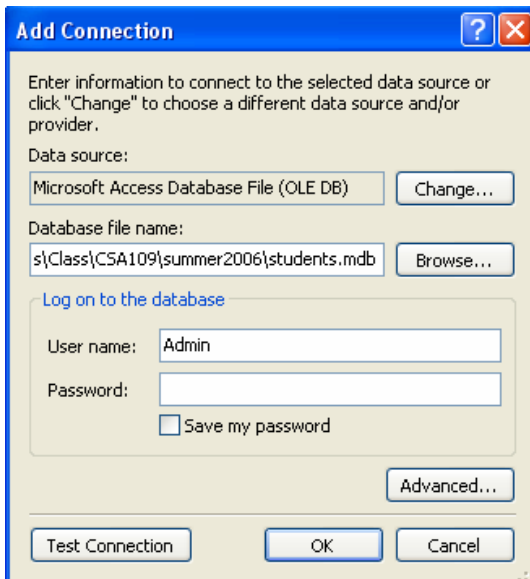 Add Connection
Enter information to connect to the selected data source or
click "Change" to choose a different data source and/or
provider.
Data source:
Microsoft Access Database File (OLE DB)
Change...
Database file name:
s\Class\CSA109\summer2006\students.mdb
Browse...
Log on to the database
User name:
Admin
Password:
Save my password
Advanced...
Test Connection
OK
Cancel